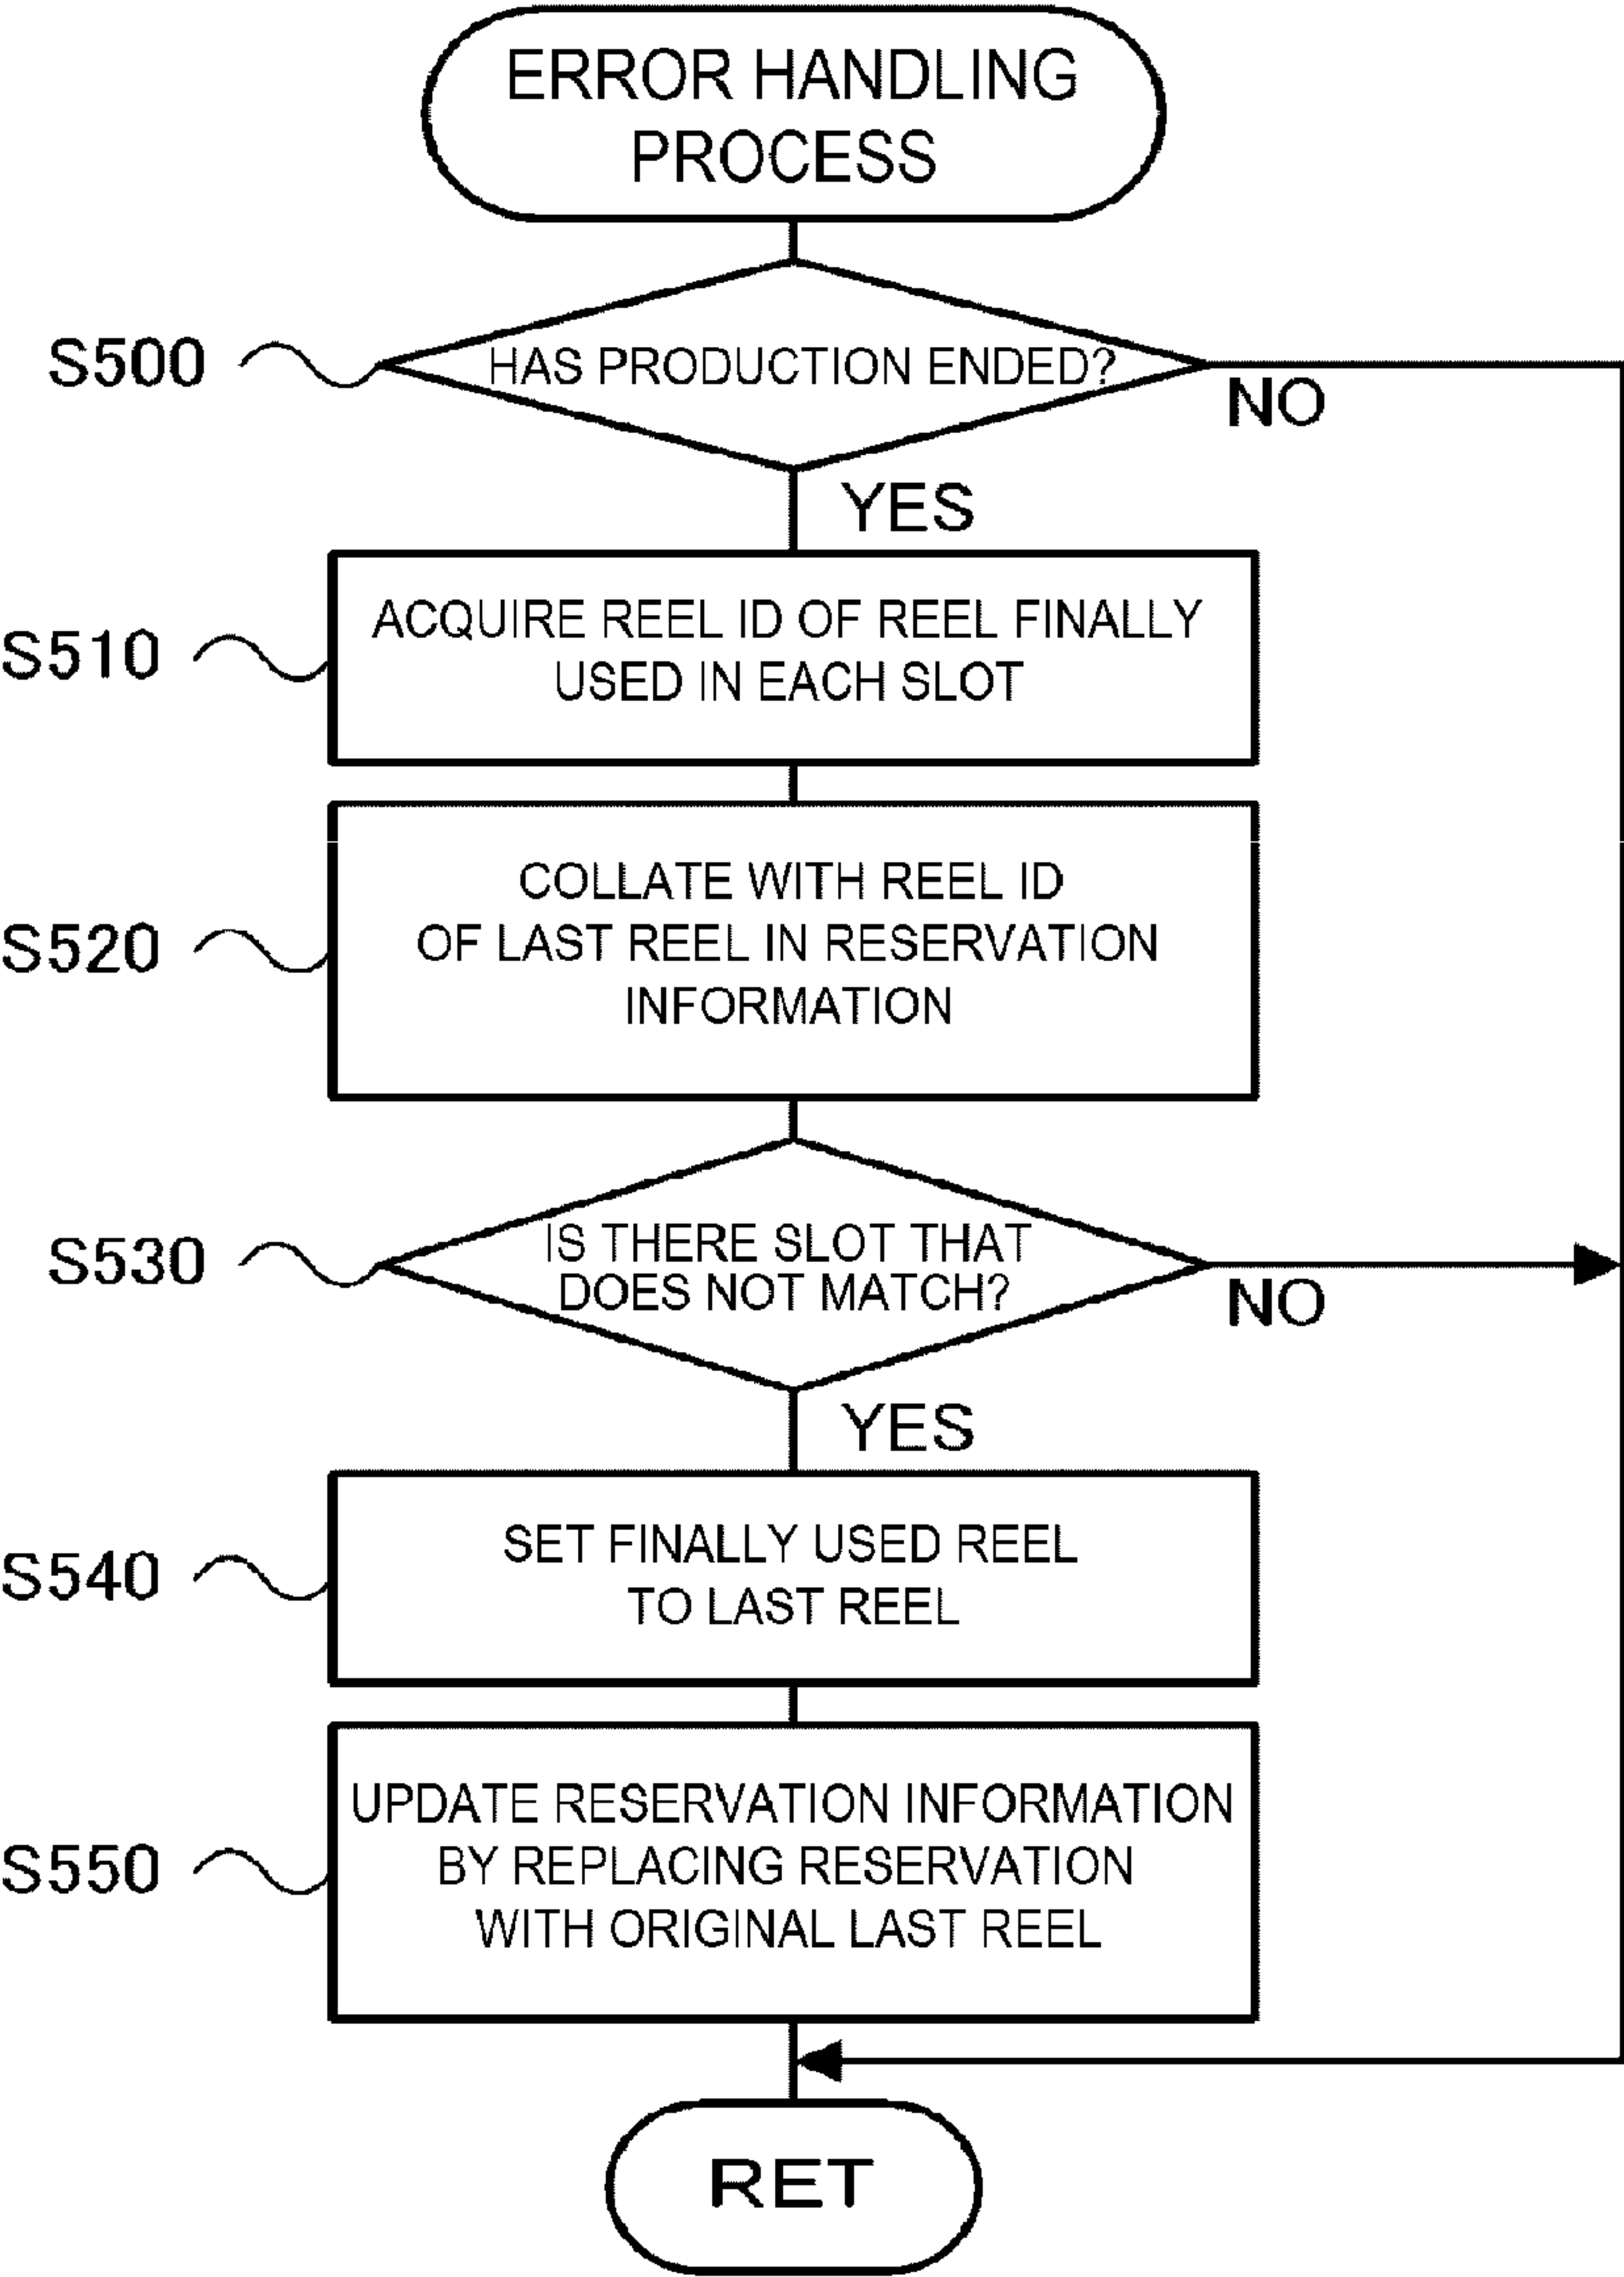 ERROR HANDLING
PROCESS
S500
HAS PRODUCTION ENDED?
NO
YES
S510
ACQUIRE REEL ID OF REEL FINALLY
USED IN EACH SLOT
S520
COLLATE WITH REEL ID
OF LAST REEL IN RESERVATION
INFORMATION
S530
IS THERE SLOT THAT
DOES NOT MATCH?
NO
YES
S540
SET FINALLY USED REEL
TO LAST REEL
S550
UPDATE RESERVATION INFORMATION
BY REPLACING RESERVATION
WITH ORIGINAL LAST REEL
RET